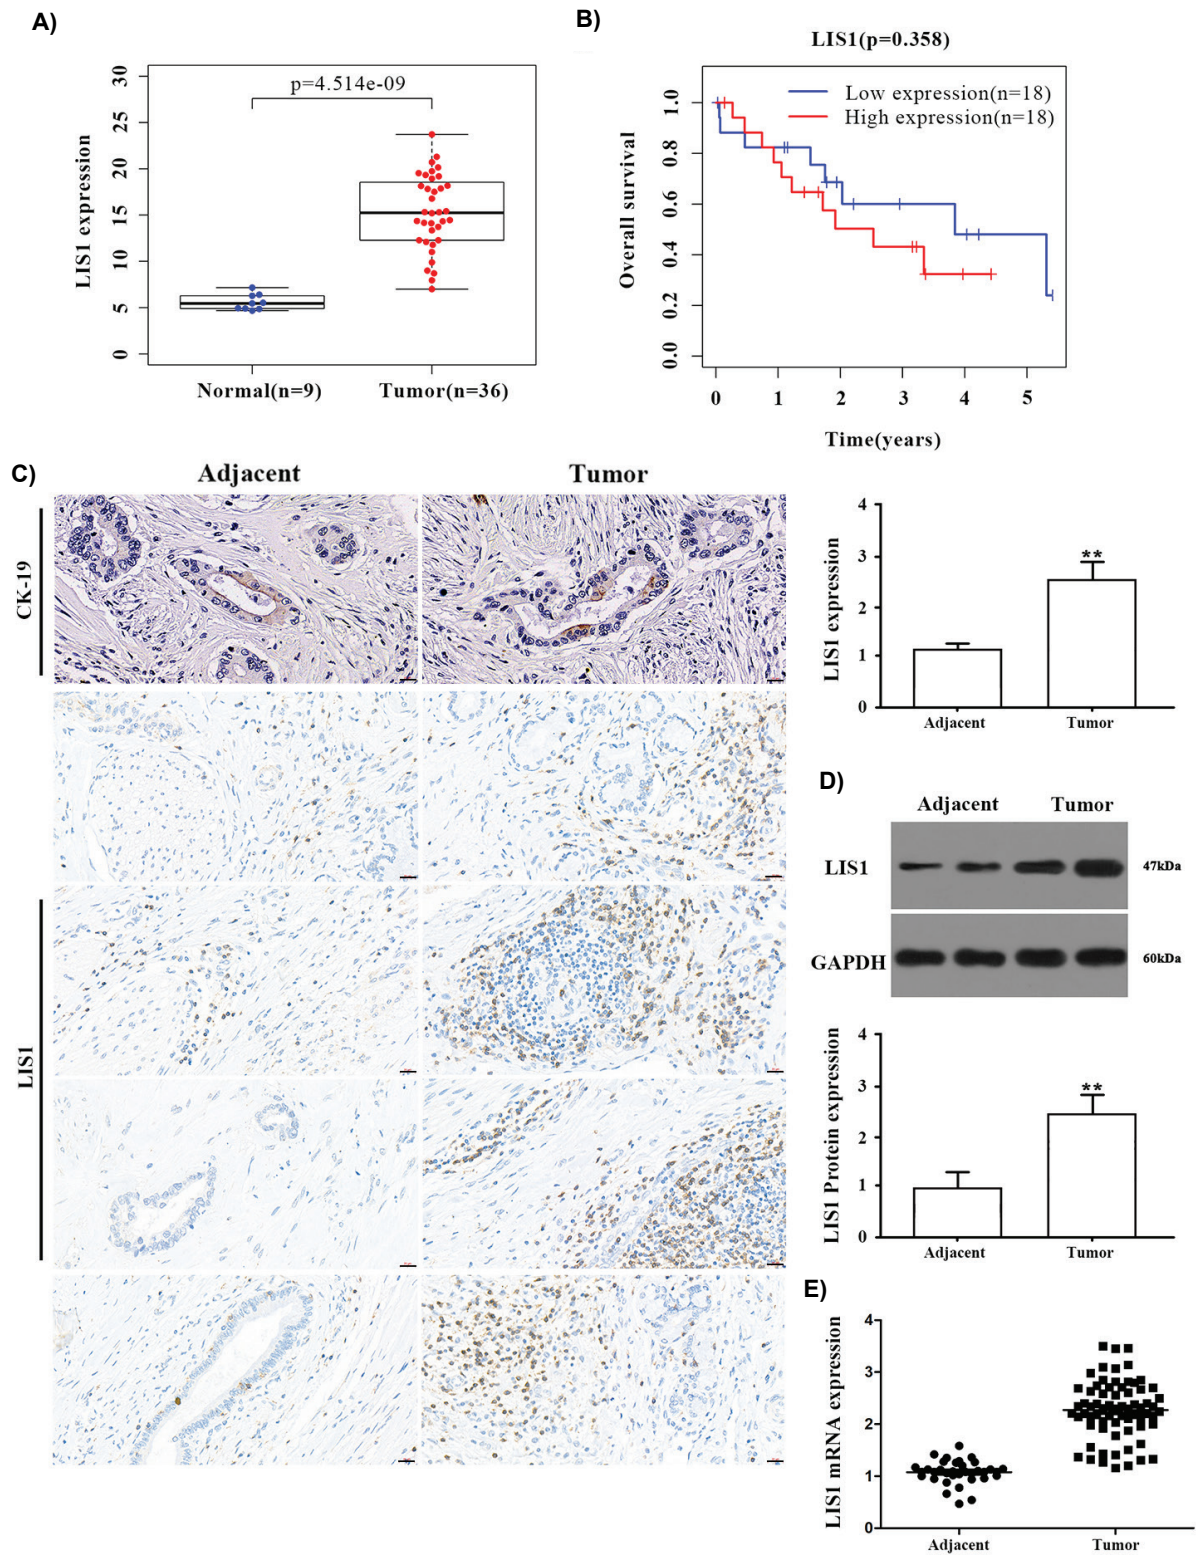 A)
p=4.514e-09
LIS1 expression
30
25
20
15
10
5
0
Normal(n=9)
Tumor(n=36)
B)
LIS1(p=0.358)
Low expression(n=18)
High expression(n=18)
Overall survival
1.0
0.8
0.6
0.4
0.2
0.0
0 1 2 3 4 5
Time(years)
C)
Adjacent
Tumor
CK-19
LIS1
LIS1 expression
4
3
2
1
0
**
Adjacent
Tumor
D)
Adjacent
Tumor
LIS1
47kDa
GAPDH
60kDa
LIS1 Protein expression
4
3
2
1
0
**
Adjacent
Tumor
E)
LIS1 mRNA expression
4
3
2
1
0
Adjacent
Tumor